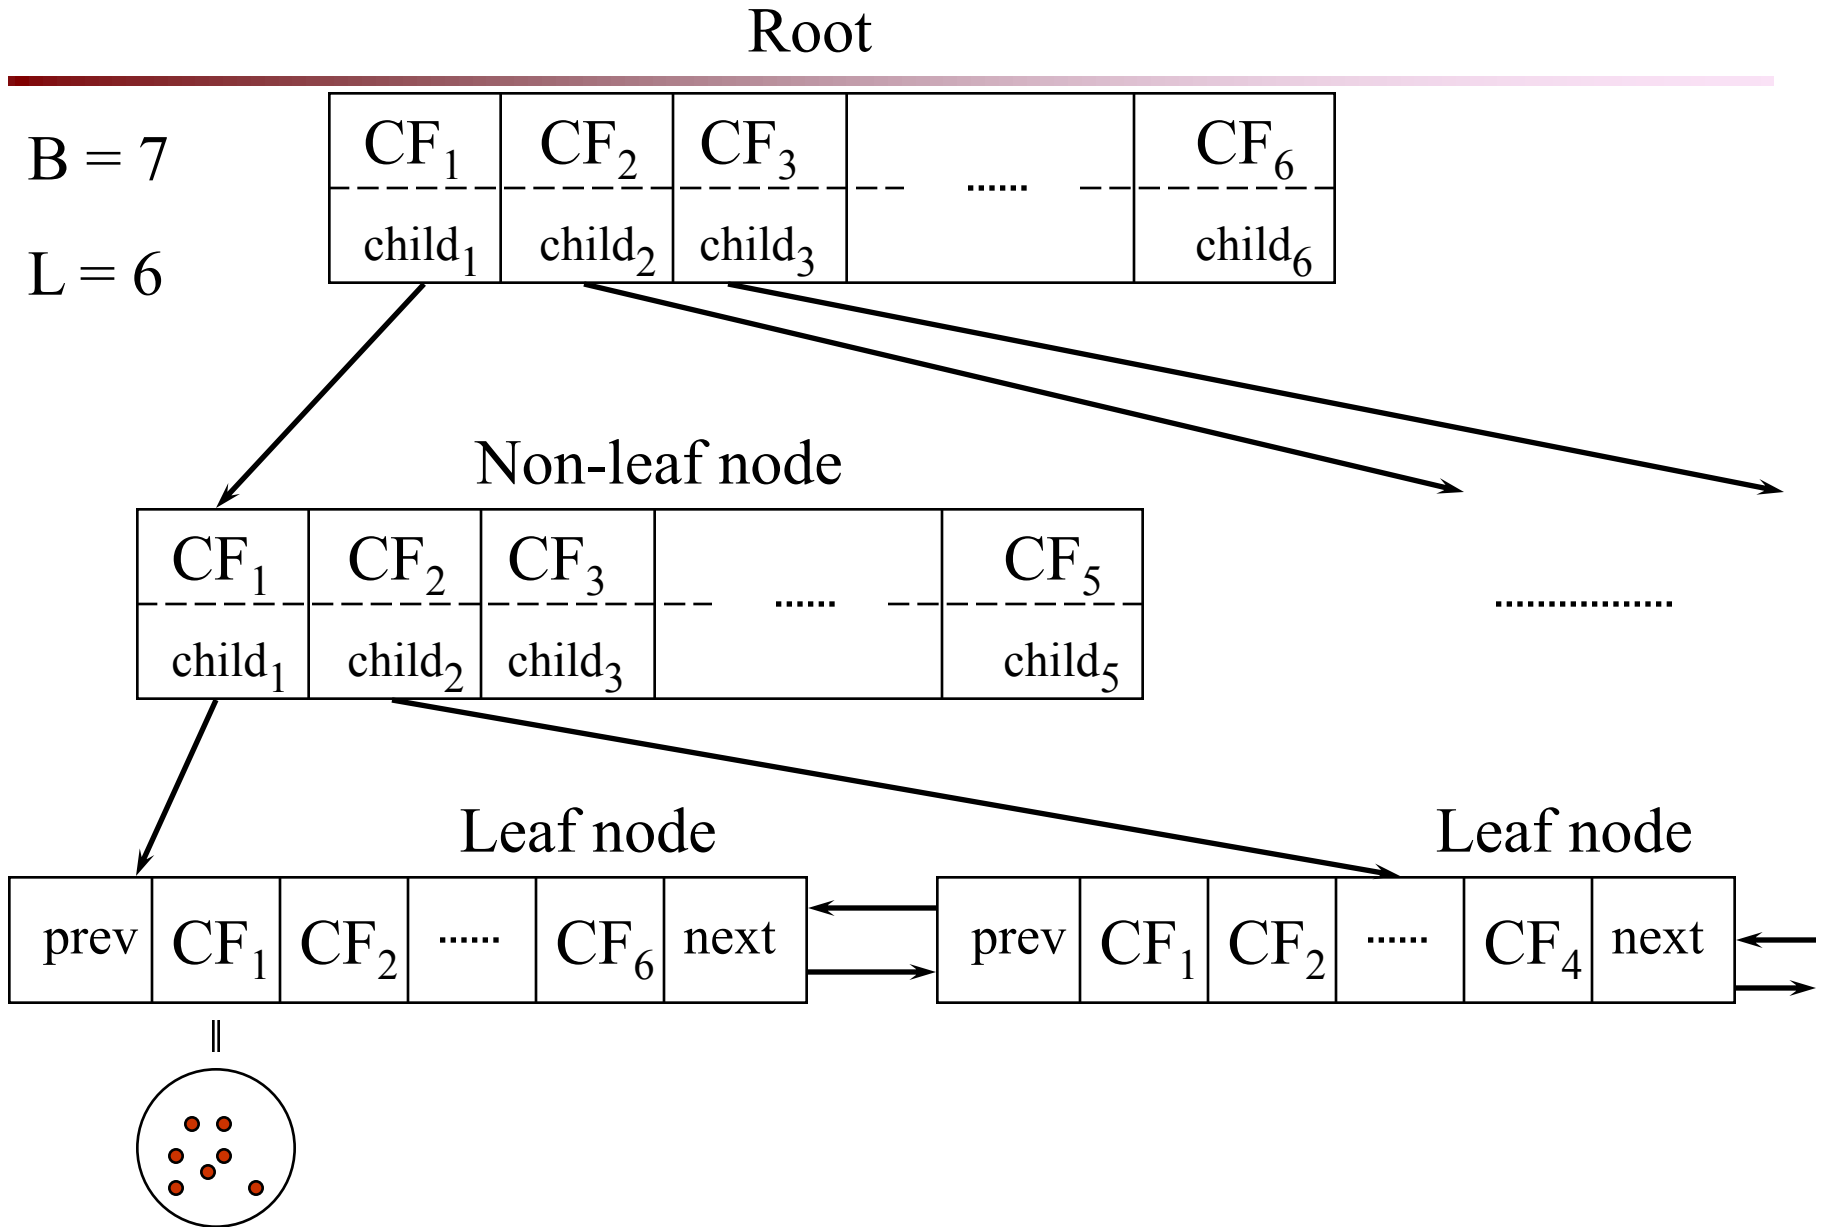 Root
B = 7
L = 6
CF1 CF2 CF3 ...... CF6
child1 child2 child3 child6
Non-leaf node
CF1 CF2 CF3 ...... CF5
child1 child2 child3 child5
Leaf node Leaf node
prev CF1 CF2 ...... CF6 next prev CF1 CF2 ...... CF4 next